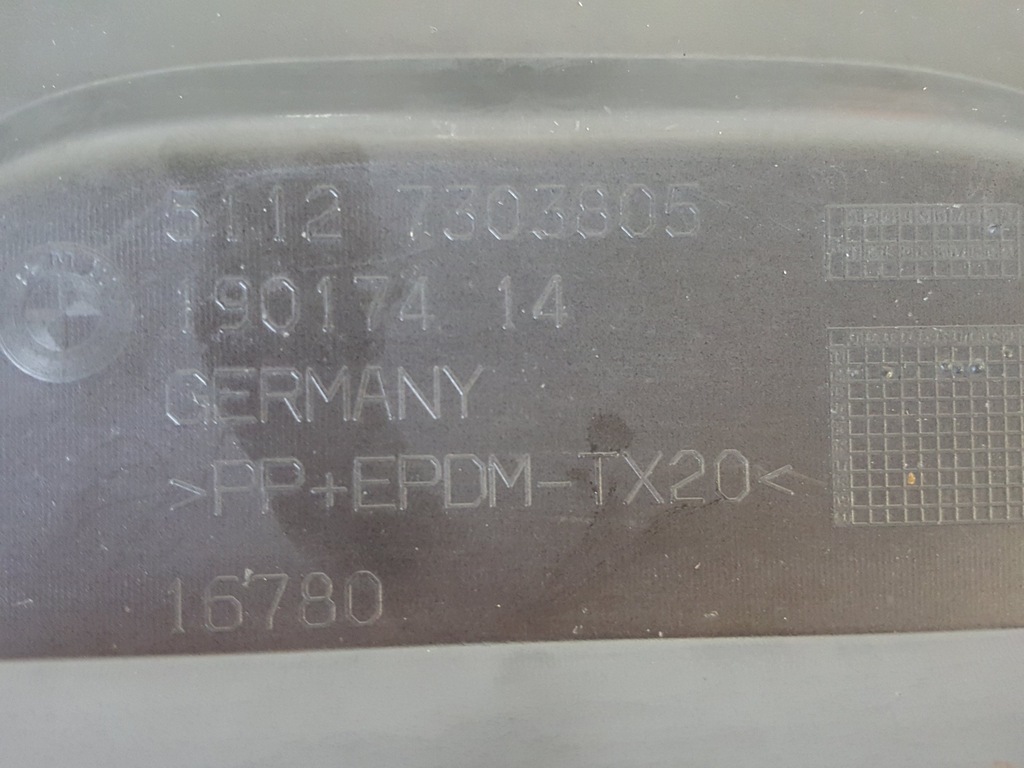 5112 7303805
190174 14
GERMANY
>PP+EPDM-TX20<
16780